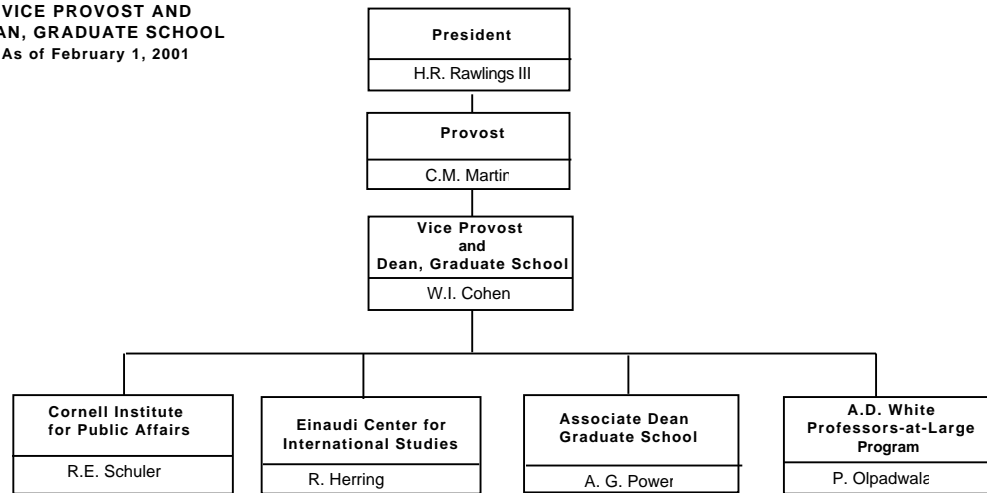 VICE PROVOST AND
AN, GRADUATE SCHOOL
As of February 1, 2001
President
H.R. Rawlings III
Provost
C.M. Martin
Vice Provost
and
Dean, Graduate School
W.I. Cohen
Cornell Institute
for Public Affairs
R.E. Schuler
Einaudi Center for
International Studies
R. Herring
Associate Dean
Graduate School
A. G. Power
A.D. White
Professors-at-Large
Program
P. Olpadwala